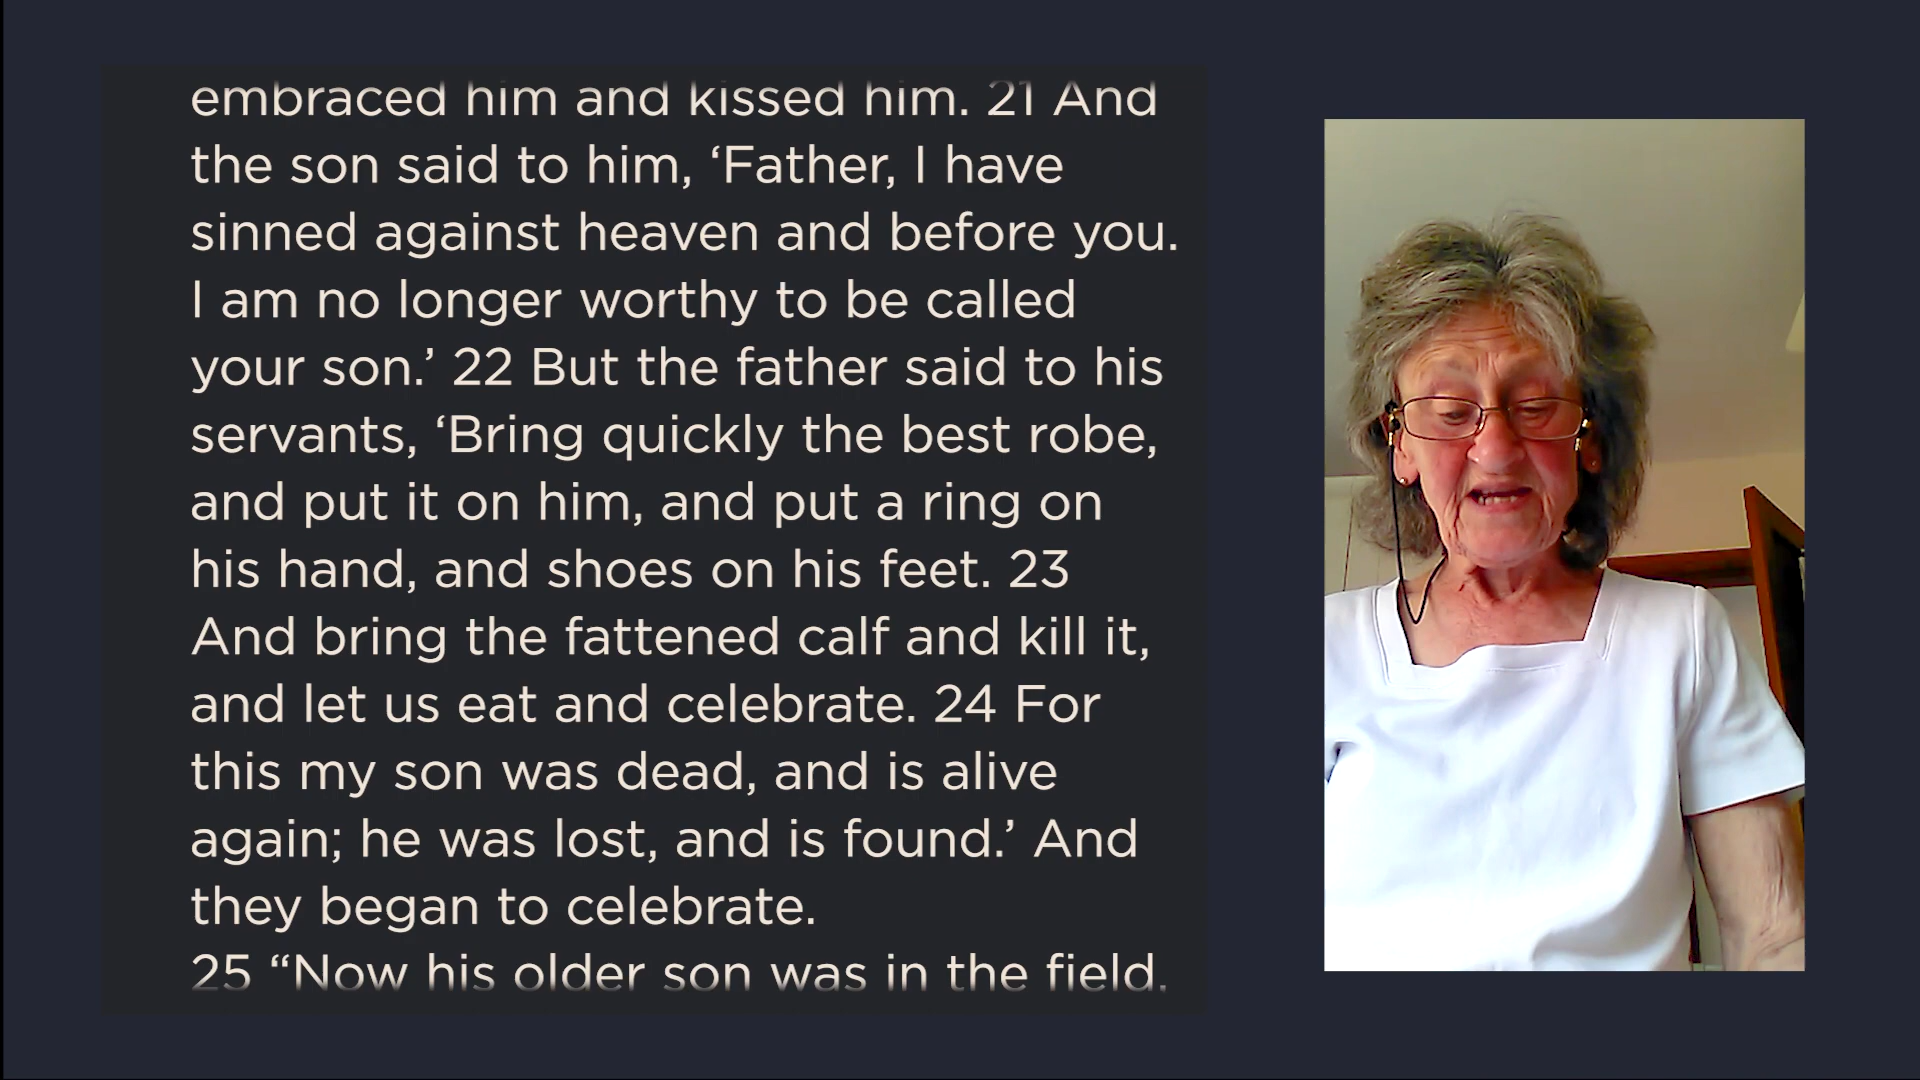 embraced him and kissed him. 21 And
the son said to him, ‘Father, I have
sinned against heaven and before you.
I am no longer worthy to be called
your son.’ 22 But the father said to his
servants, ‘Bring quickly the best robe,
and put it on him, and put a ring on
his hand, and shoes on his feet. 23
And bring the fattened calf and kill it,
and let us eat and celebrate. 24 For
this my son was dead, and is alive
again; he was lost, and is found.’ And
they began to celebrate.
25 “Now his older son was in the field.